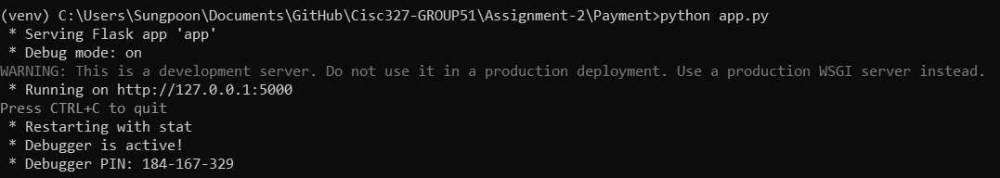 (venv) C:\Users\Sungpoon\Documents\GitHub\Cisc327-GROUP51\Assignment-2\Payment>python app.py
 * Serving Flask app 'app'
 * Debug mode: on
WARNING: This is a development server. Do not use it in a production deployment. Use a production WSGI server instead.
 * Running on http://127.0.0.1:5000
Press CTRL+C to quit
 * Restarting with stat
 * Debugger is active!
 * Debugger PIN: 184-167-329